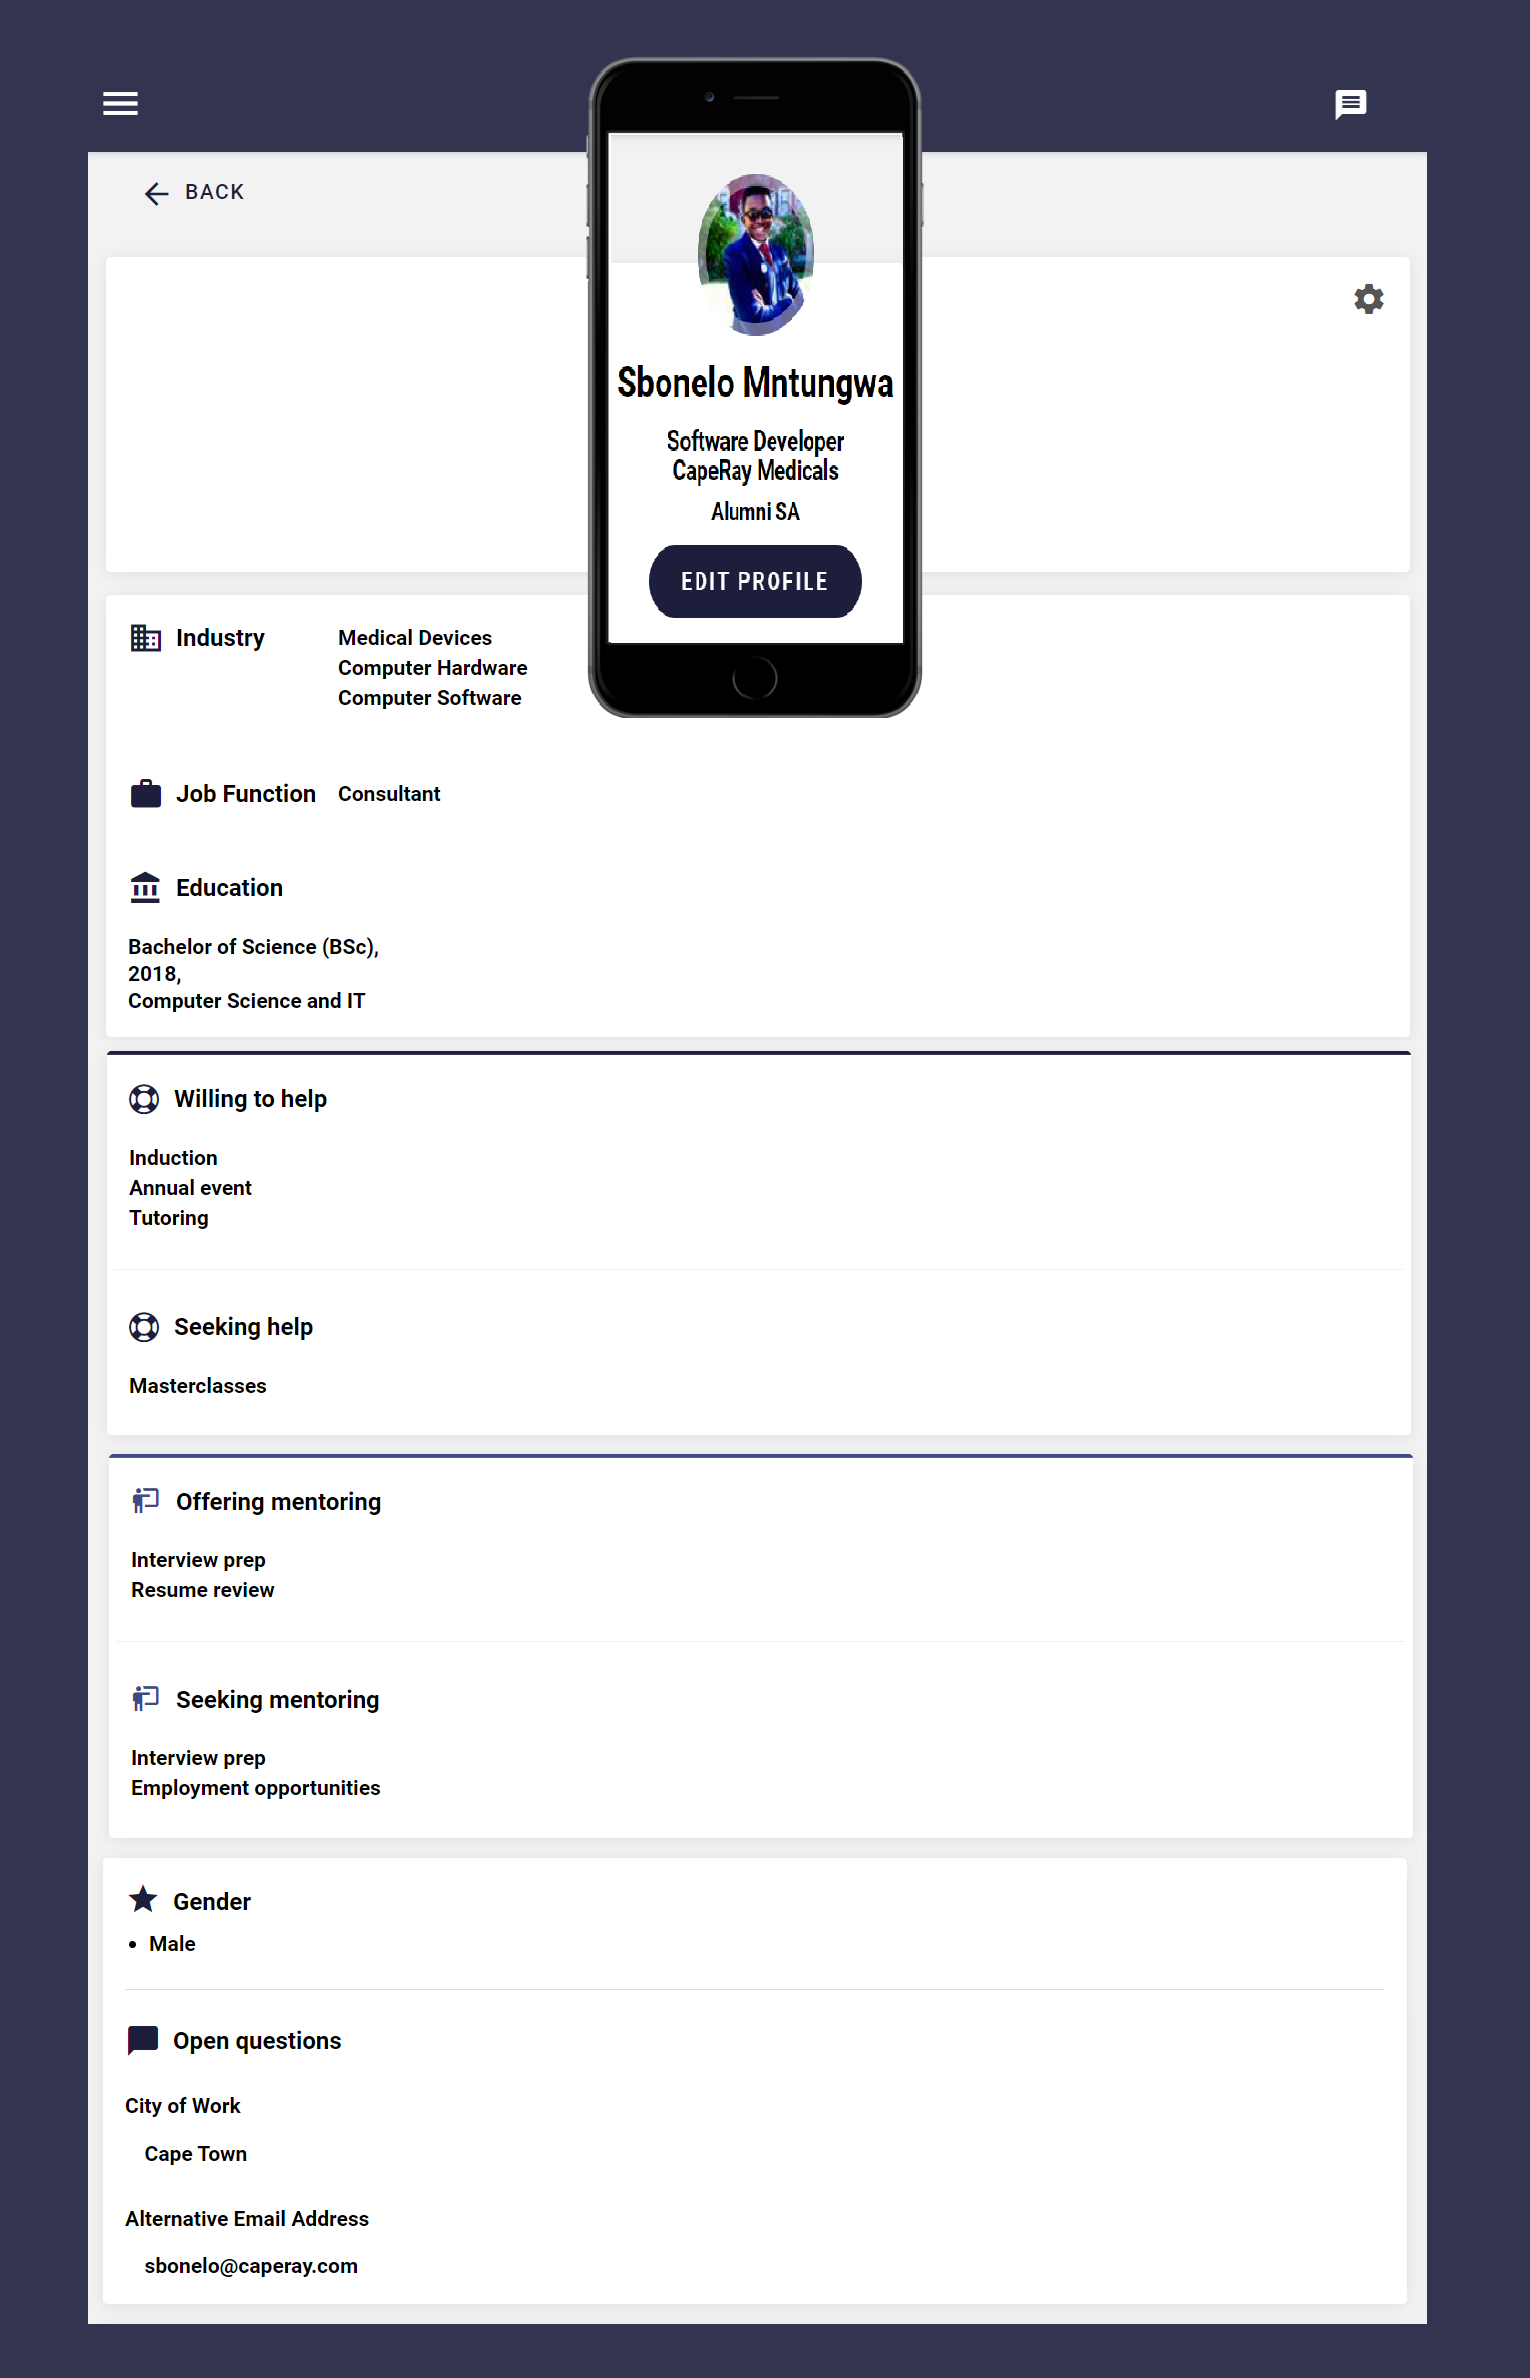 BACK
Sbonelo Mntungwa
Software Developer
CapeRay Medicals
Alumni SA
EDIT PROFILE
Industry
Medical Devices
Computer Hardware
Computer Software
Job Function
Consultant
Education
Bachelor of Science (BSc),
2018,
Computer Science and IT
Willing to help
Induction
Annual event
Tutoring
Seeking help
Masterclasses
Offering mentoring
Interview prep
Resume review
Seeking mentoring
Interview prep
Employment opportunities
Gender
• Male
Open questions
City of Work
Cape Town
Alternative Email Address
sbonelo@caperay.com